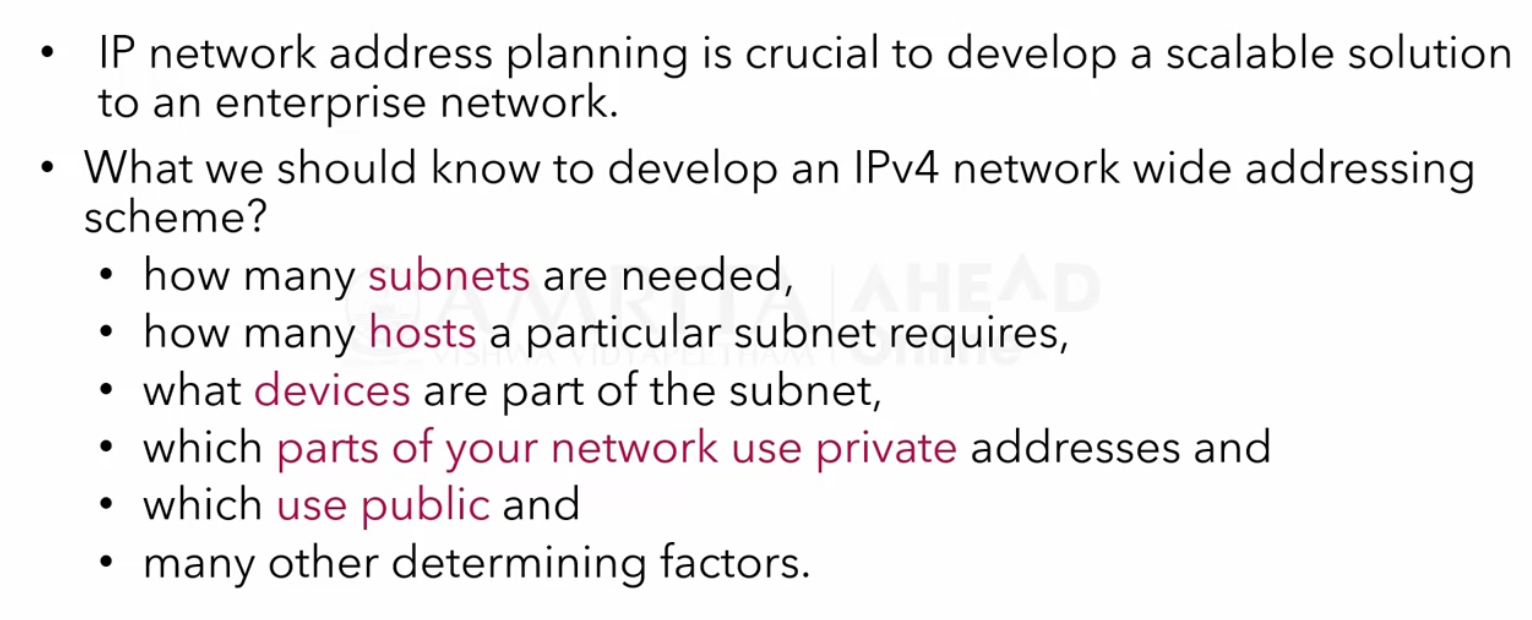 • IP network address planning is crucial to develop a scalable solution
to an enterprise network.
• What we should know to develop an IPv4 network wide addressing
scheme?
• how many subnets are needed,
• how many hosts a particular subnet requires,
• what devices are part of the subnet,
• which parts of your network use private addresses and
• which use public and
• many other determining factors.
AMRITA
VISHWA VIDYAPEETHAM
AHEAD
Online